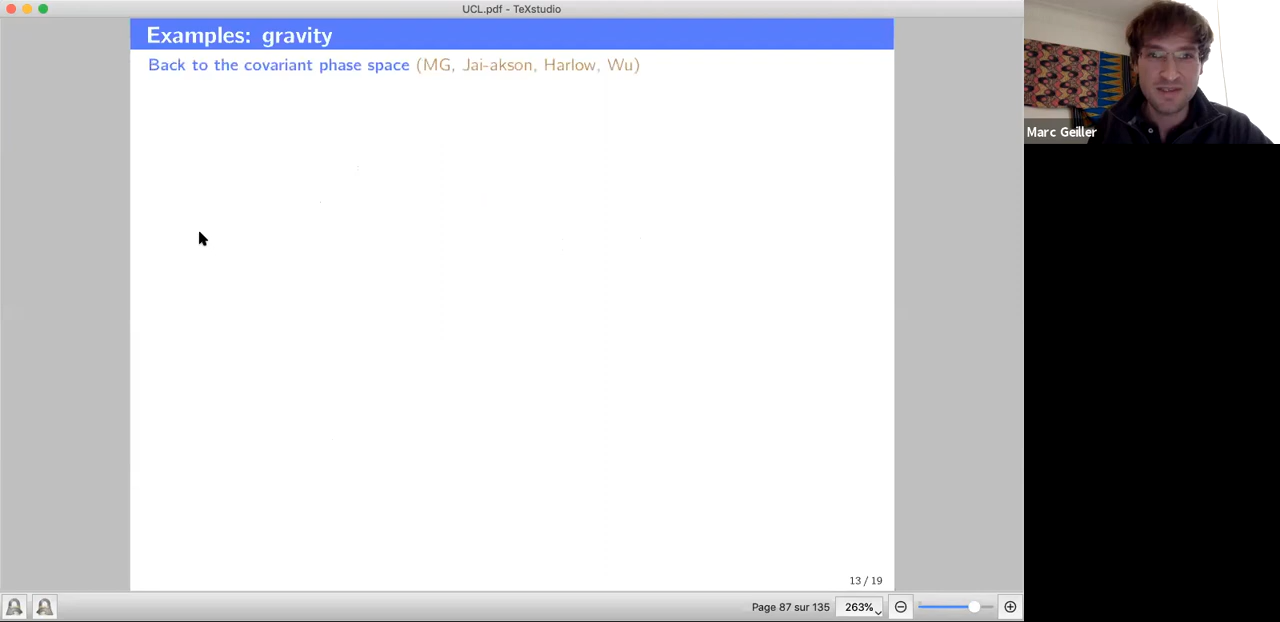 UCL.pdf - TeXstudio
Examples: gravity
Back to the covariant phase space (MG, Jai-akson, Harlow, Wu)
Marc Geiller
13 / 19
Page 87 sur 135
263%